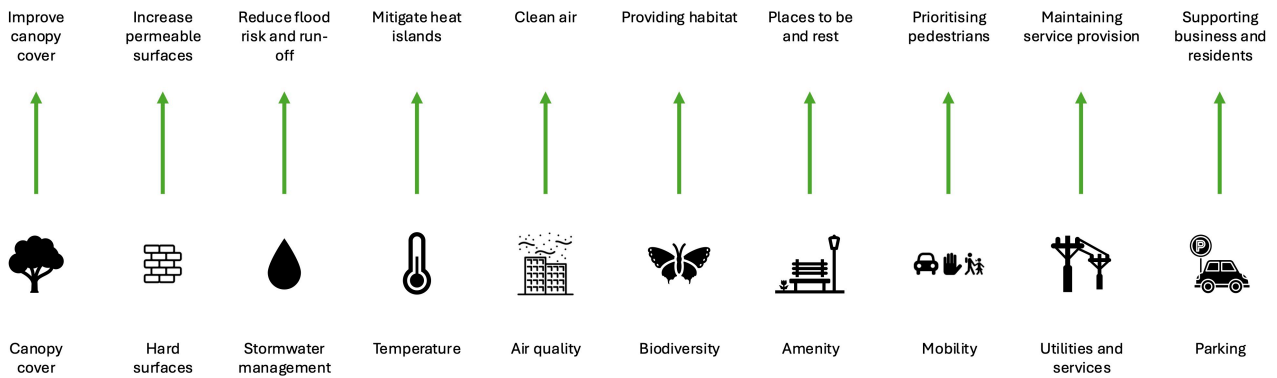 Improve
canopy
cover
Increase
permeable
surfaces
Reduce flood
risk and run-
off
Mitigate heat
islands
Clean air
Providing habitat
Places to be
and rest
Prioritising
pedestrians
Maintaining
service provision
Supporting
business and
residents
P
Canopy
cover
Hard
surfaces
Stormwater
management
Temperature
Air quality
Biodiversity
Amenity
Mobility
Utilities and
services
Parking